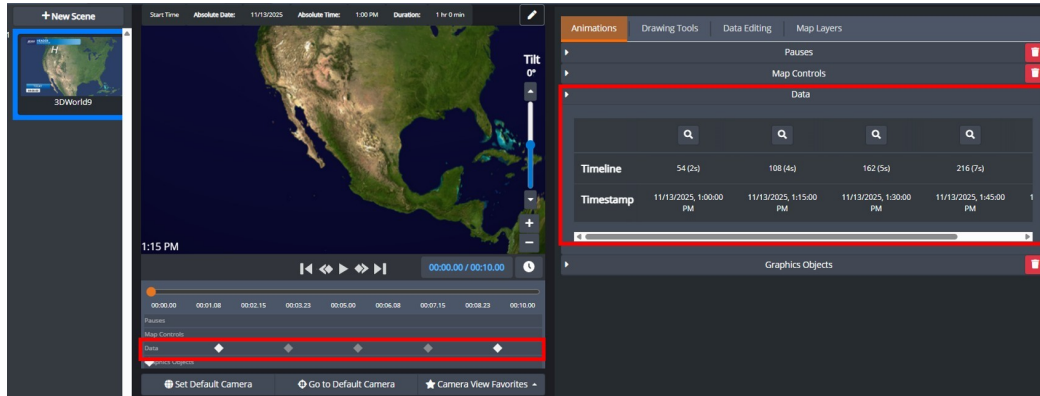 + New Scene
1
H
3DWorld9
Start Time Absolute Date: 11/13/2025 Absolute Time: 1:00 PM Duration: 1 hr 0 min
Tilt
0°
+
−
1:15 PM
00:00.00 / 00:10.00
00:00.00 00:01.08 00:02.15 00:03.23 00:05.00 00:06.08 00:07.15 00:08.23 00:10.00
Pauses
Map Controls
Data
Graphics Objects
Set Default Camera Go to Default Camera Camera View Favorites
Animations Drawing Tools Data Editing Map Layers
Pauses
Map Controls
Data
Timeline 54 (2s) 108 (4s) 162 (5s) 216 (7s)
Timestamp 11/13/2025, 1:00:00 PM 11/13/2025, 1:15:00 PM 11/13/2025, 1:30:00 PM 11/13/2025, 1:45:00 PM 1
Graphics Objects